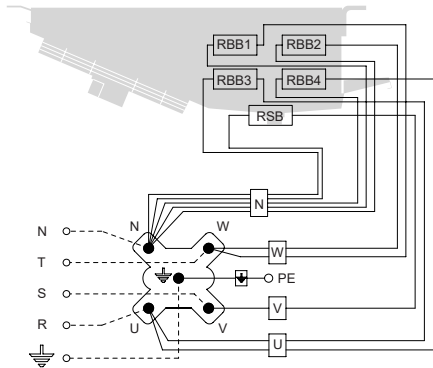 RBB1 RBB2
RBB3 RBB4
RSB
N
N N W
T W
PE
S V
R U V
U